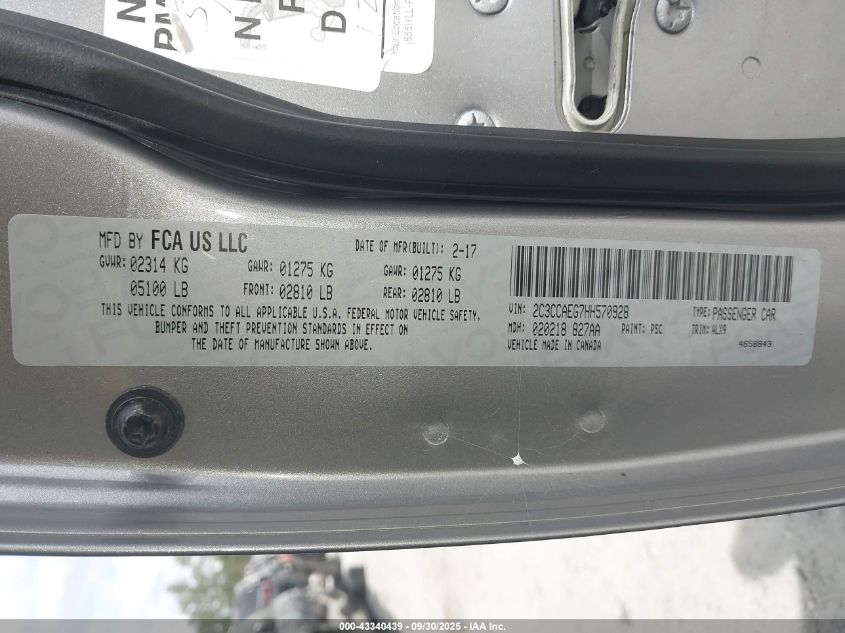 MFD BY FCA US LLC
DATE OF MFR(BUILT): 2-17
GVWR: 02314 KG
GAWR: 01275 KG
GAWR: 01275 KG
05100 LB
FRONT: 02810 LB
REAR: 02810 LB
THIS VEHICLE CONFORMS TO ALL APPLICABLE U.S.A. FEDERAL MOTOR VEHICLE SAFETY,
BUMPER AND THEFT PREVENTION STANDARDS IN EFFECT ON
THE DATE OF MANUFACTURE SHOWN ABOVE.
VIN: 2C3CCAEG7HH570928
TYPE: PASSENGER CAR
MDH: 020218 827AA
PAINT: PSC
TRIM: ALX9
VEHICLE MADE IN CANADA
4658843
000-43340439 - 09/30/2025 - IAA Inc.